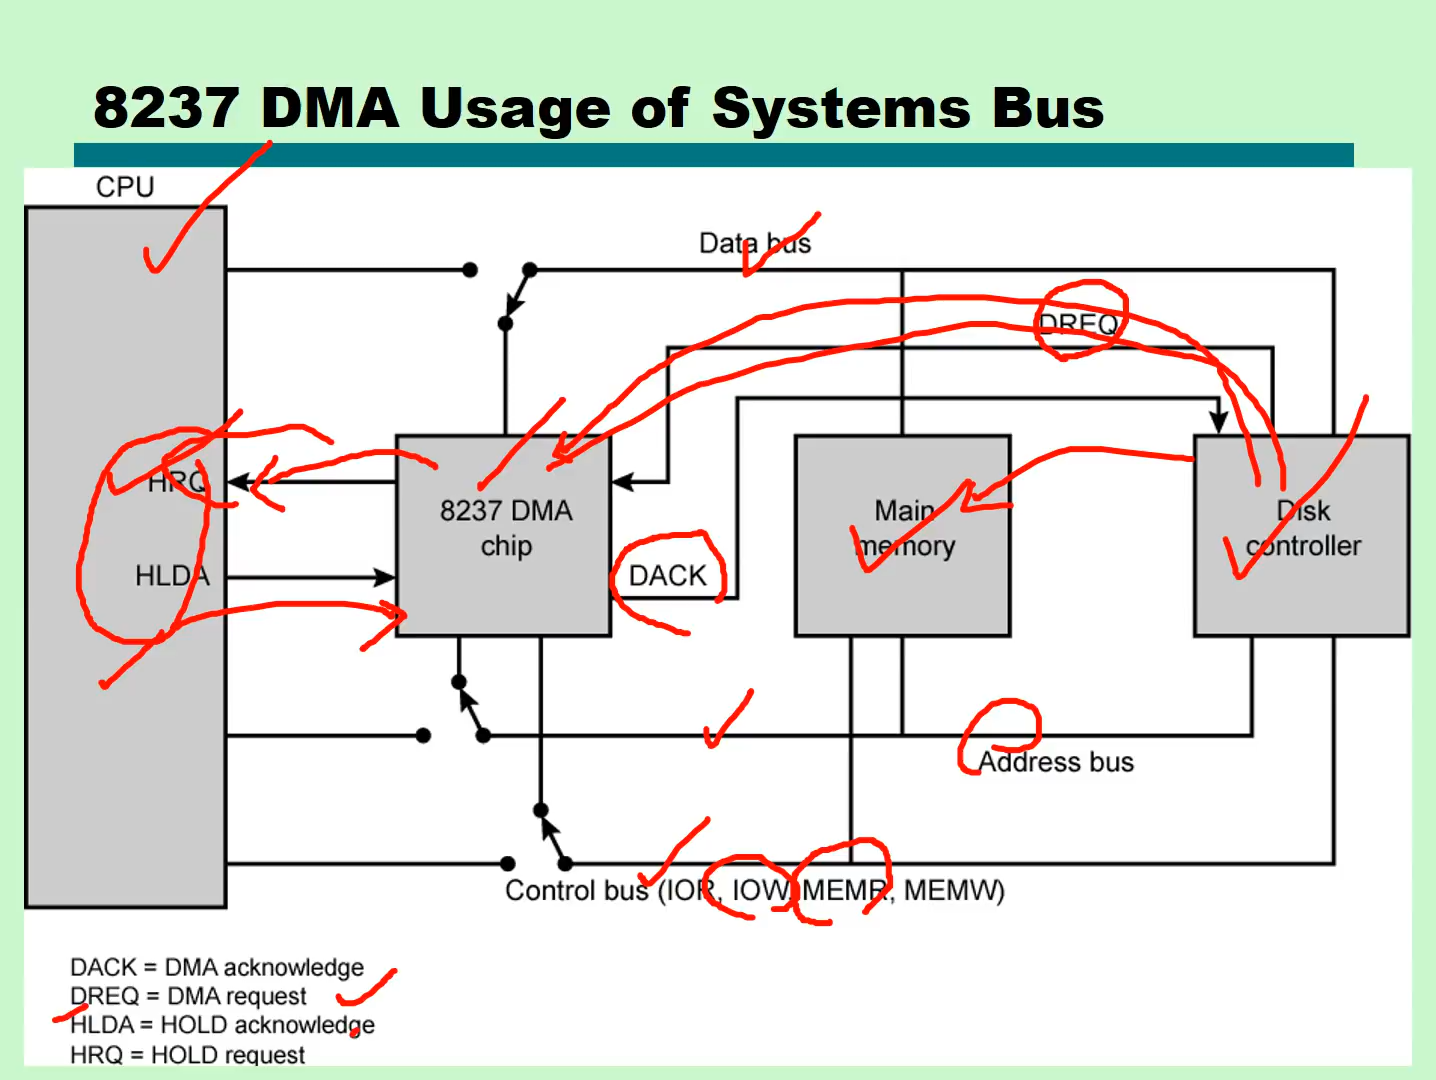 8237 DMA Usage of Systems Bus
CPU
Data bus
DREQ
HRQ
8237 DMA
chip
Main
memory
Disk
controller
HLDA
DACK
Address bus
Control bus (IOR, IOW, MEMR, MEMW)
DACK = DMA acknowledge
DREQ = DMA request
HLDA = HOLD acknowledge
HRQ = HOLD request